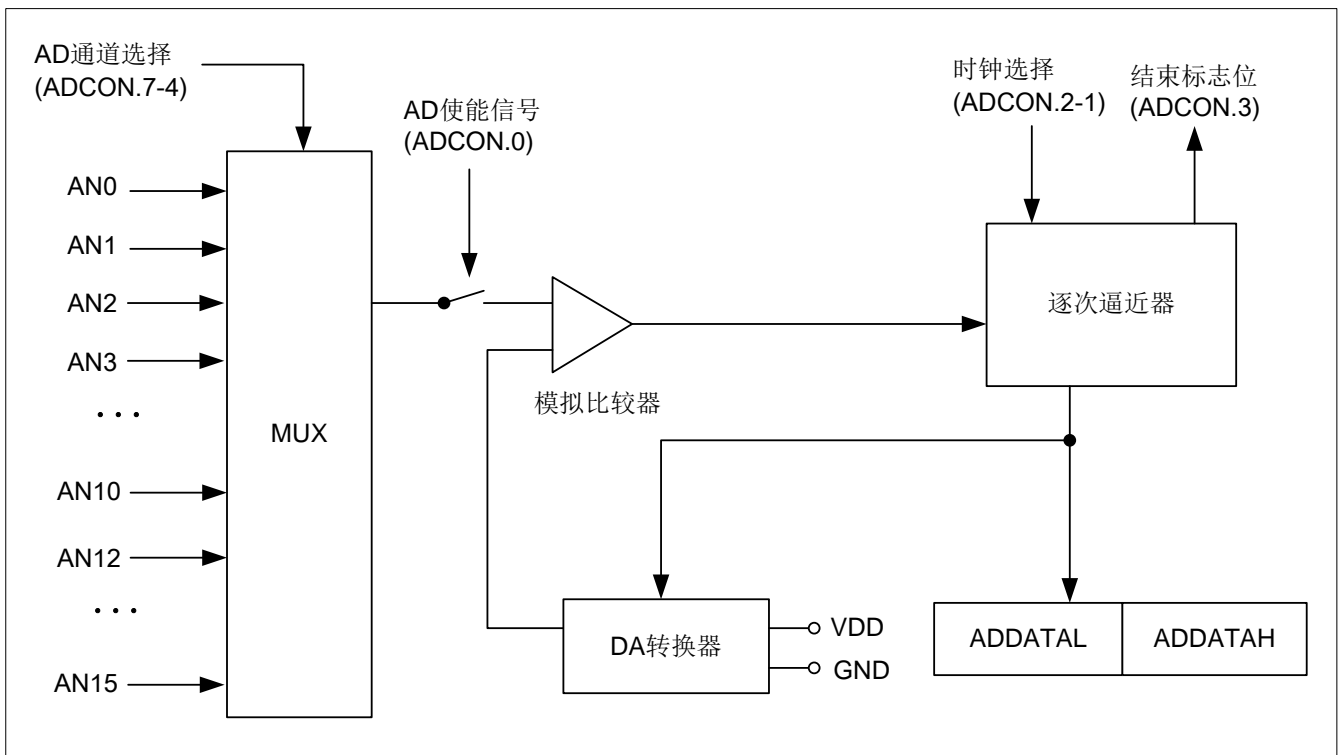 AD通道选择
(ADCON.7-4)
AD使能信号
(ADCON.0)
时钟选择
(ADCON.2-1)
结束标志位
(ADCON.3)
AN0
AN1
AN2
AN3
...
AN10
AN12
...
AN15
MUX
模拟比较器
逐次逼近器
DA转换器
VDD
GND
ADDATAL
ADDATAH